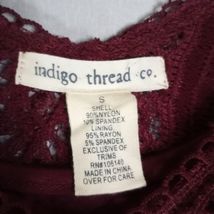 indigo thread co.
S
SHELL
90%NYLON
10% SPANDEX
LINING
95% RAYON
5% SPANDEX
EXCLUSIVE OF
TRIMS
RN#106140
MADE IN CHINA
OVER FOR CARE